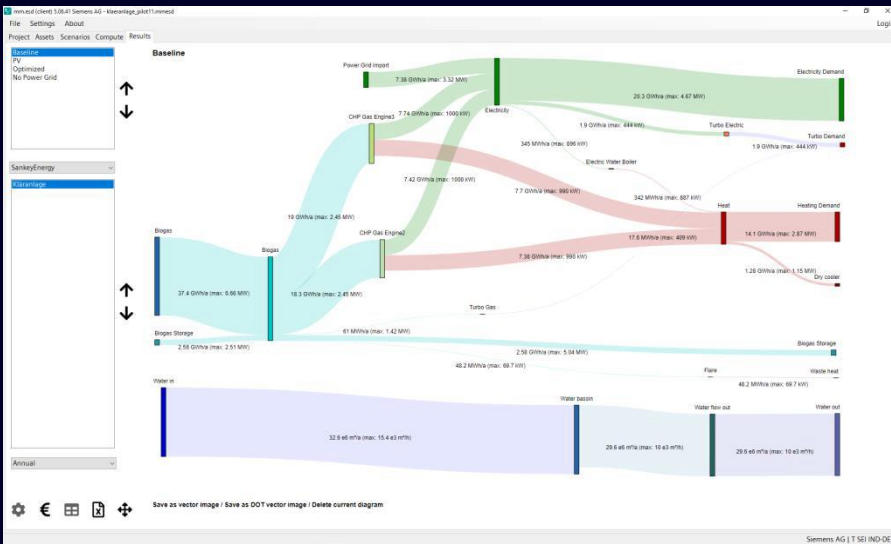 mm.esd (client) 5.06.41 Siemens AG - klaeranlage_pilot11.mmesd
File Settings About
Logi
Project Assets Scenarios Compute Results
Baseline
PV
Optimized
No Power Grid
SankeyEnergy
Kläranlage
Annual
Baseline
Power Grid Import
7.38 GWh/a (max: 3.32 MW)
Electricity
Electricity Demand
20.3 GWh/a (max: 4.67 MW)
CHP Gas Engine3
7.74 GWh/a (max: 1000 kW)
1.9 GWh/a (max: 444 kW)
Turbo Electric
Turbo Demand
1.9 GWh/a (max: 444 kW)
345 MWh/a (max: 696 kW)
Electric Water Boiler
7.42 GWh/a (max: 1000 kW)
7.7 GWh/a (max: 990 kW)
342 MWh/a (max: 687 kW)
Heat
Heating Demand
19 GWh/a (max: 2.45 MW)
Biogas
CHP Gas Engine2
17.6 MWh/a (max: 409 kW)
14.1 GWh/a (max: 2.87 MW)
Biogas
7.38 GWh/a (max: 990 kW)
1.28 GWh/a (max: 1.15 MW)
Dry cooler
37.4 GWh/a (max: 6.66 MW)
18.3 GWh/a (max: 2.45 MW)
Turbo Gas
Biogas Storage
61 MWh/a (max: 1.42 MW)
Biogas Storage
2.58 GWh/a (max: 2.51 MW)
2.58 GWh/a (max: 5.04 MW)
48.2 MWh/a (max: 69.7 kW)
Flare
Waste heat
48.2 MWh/a (max: 69.7 kW)
Water in
Water bassin
Water flow out
Water out
32.6 e6 m³/a (max: 15.4 e3 m³/h)
29.6 e6 m³/a (max: 10 e3 m³/h)
29.6 e6 m³/a (max: 10 e3 m³/h)
Save as vector image / Save as DOT vector image / Delete current diagram
Siemens AG | T SEI IND-DE